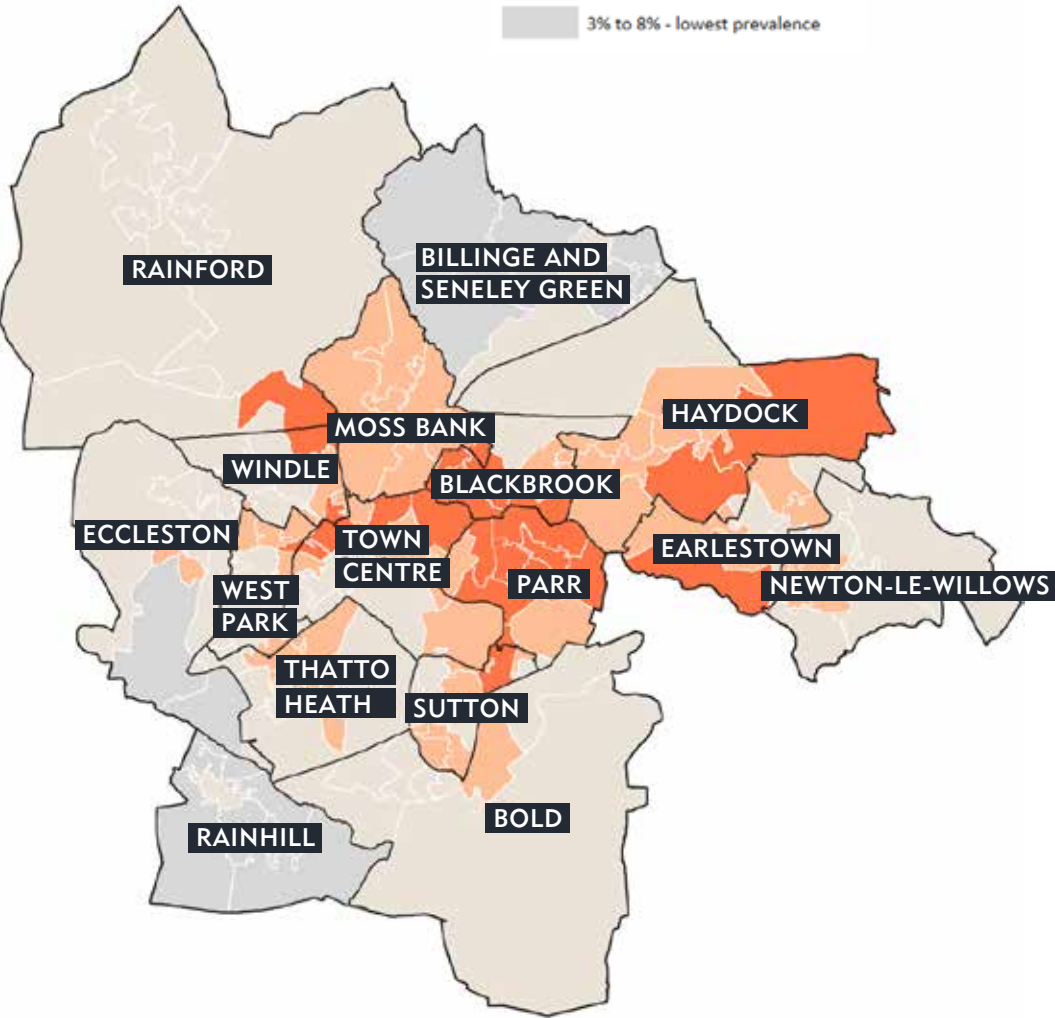 3% to 8% - lowest prevalence
RAINFORD
BILLINGE AND
SENELEY GREEN
MOSS BANK
HAYDOCK
WINDLE
BLACKBROOK
ECCLESTON
TOWN
CENTRE
EARLESTOWN
WEST
PARK
PARR
NEWTON-LE-WILLOWS
THATTO
HEATH
SUTTON
BOLD
RAINHILL